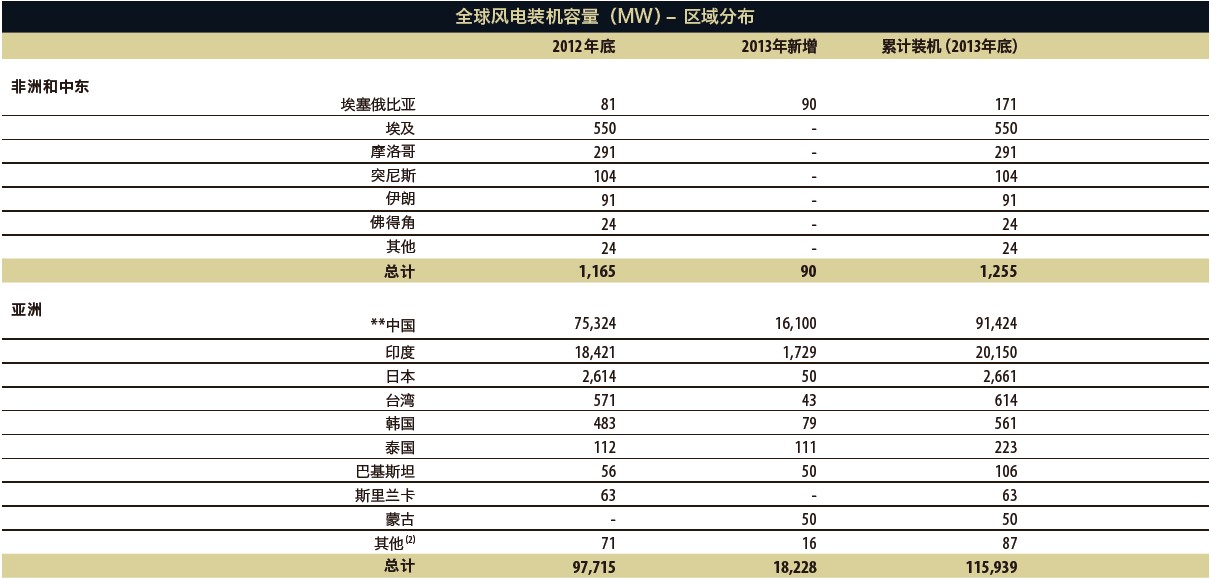 全球风电装机容量（MW）– 区域分布
2012年底 2013年新增 累计装机（2013年底）
非洲和中东
埃塞俄比亚 81 90 171
埃及 550 - 550
摩洛哥 291 - 291
突尼斯 104 - 104
伊朗 91 - 91
佛得角 24 - 24
其他 24 - 24
总计 1,165 90 1,255
亚洲
**中国 75,324 16,100 91,424
印度 18,421 1,729 20,150
日本 2,614 50 2,661
台湾 571 43 614
韩国 483 79 561
泰国 112 111 223
巴基斯坦 56 50 106
斯里兰卡 63 - 63
蒙古 - 50 50
其他(2) 71 16 87
总计 97,715 18,228 115,939